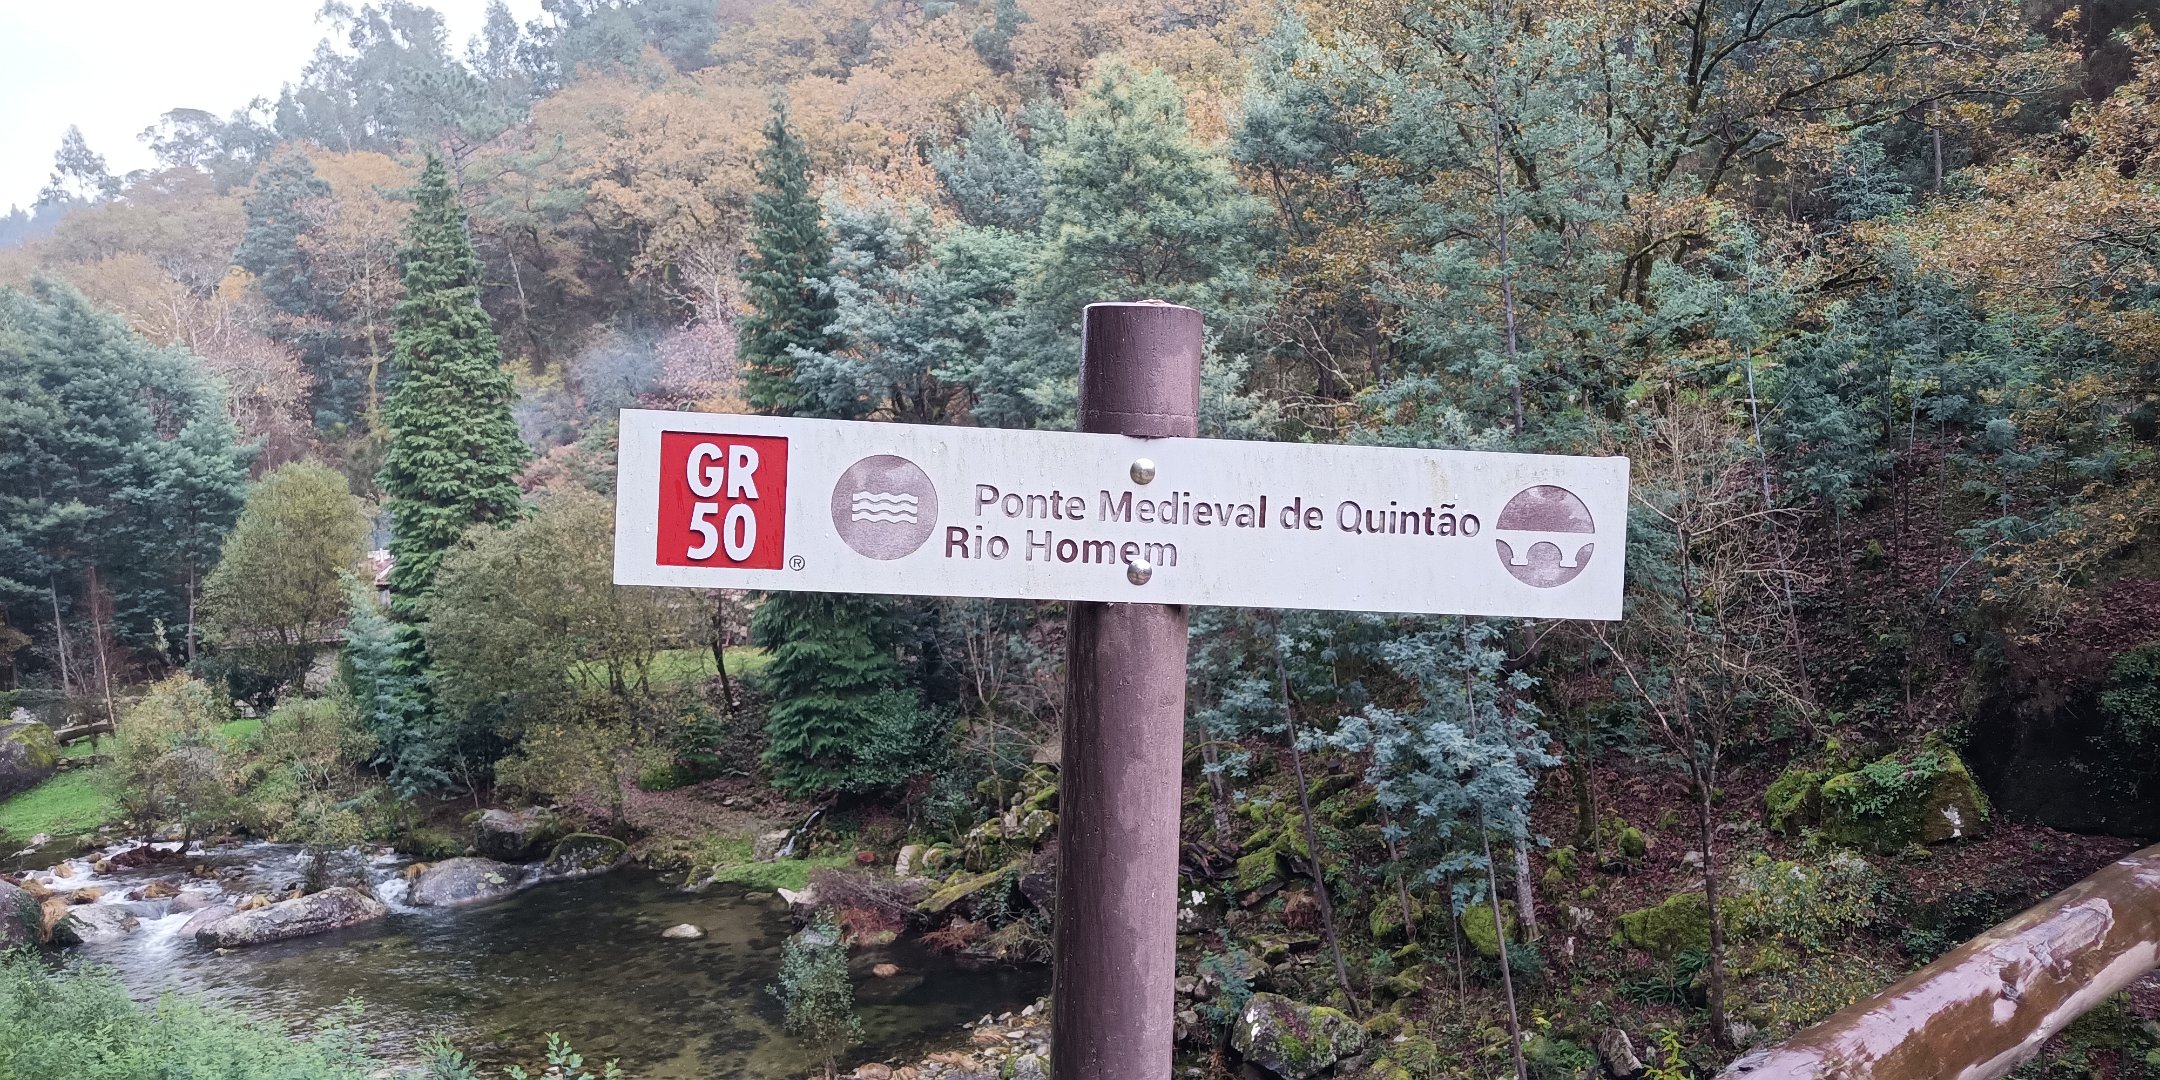 GR
50
®
Ponte Medieval de Quintão
Rio Homem